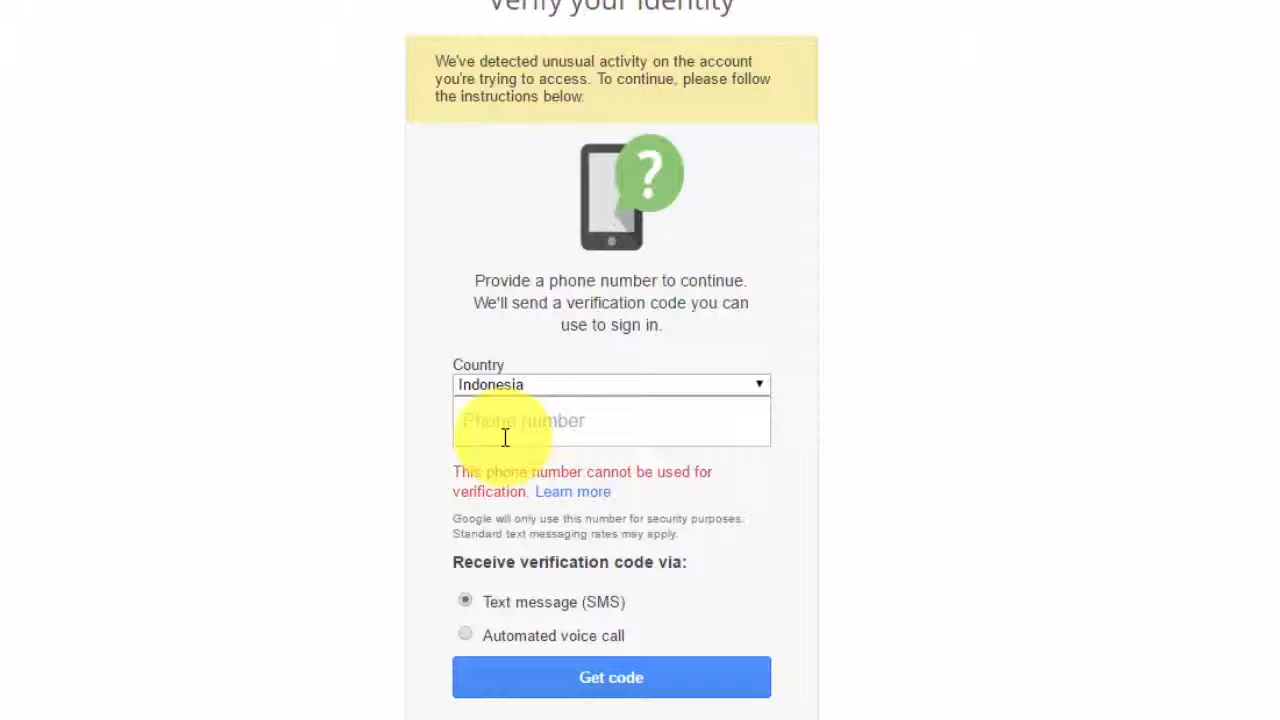 Verify your identity
We've detected unusual activity on the account
you're trying to access. To continue, please follow
the instructions below.
?
Provide a phone number to continue.
We'll send a verification code you can
use to sign in.
Country
Indonesia
Phone number
This phone number cannot be used for
verification. Learn more
Google will only use this number for security purposes.
Standard text messaging rates may apply.
Receive verification code via:
Text message (SMS)
Automated voice call
Get code